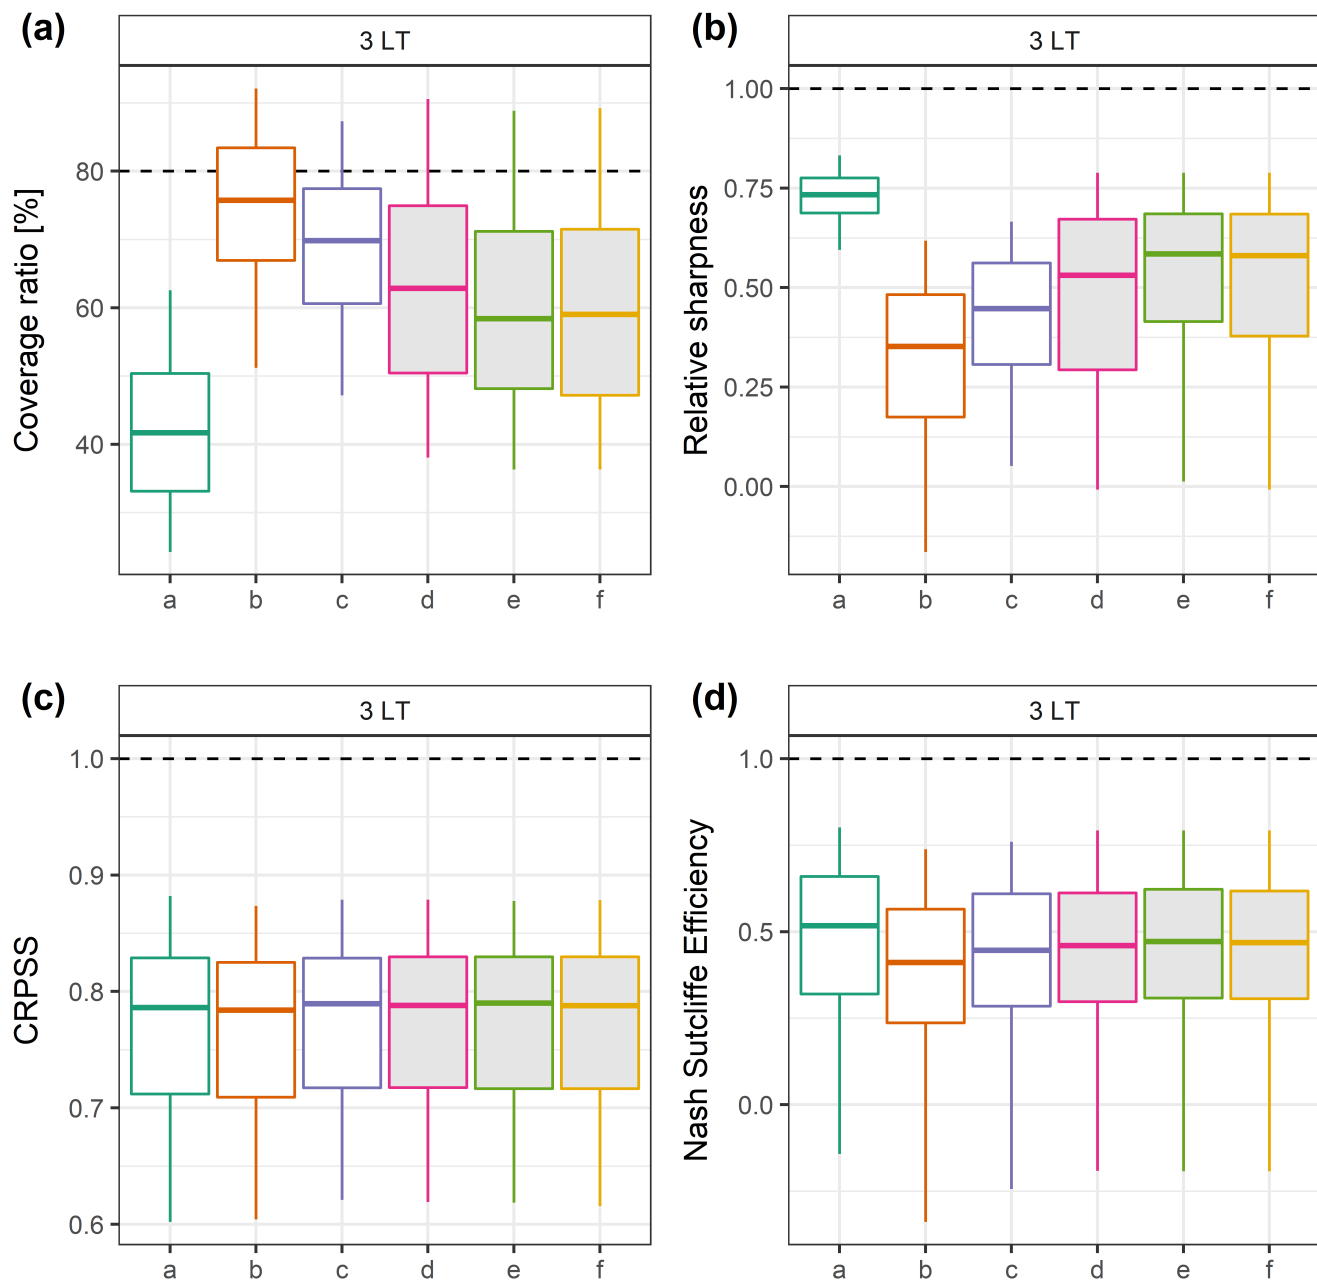 (a)
3 LT
Coverage ratio [%]
80
60
40
a b c d e f
(b)
3 LT
Relative sharpness
1.00
0.75
0.50
0.25
0.00
a b c d e f
(c)
3 LT
CRPSS
1.0
0.9
0.8
0.7
0.6
a b c d e f
(d)
3 LT
Nash Sutcliffe Efficiency
1.0
0.5
0.0
a b c d e f